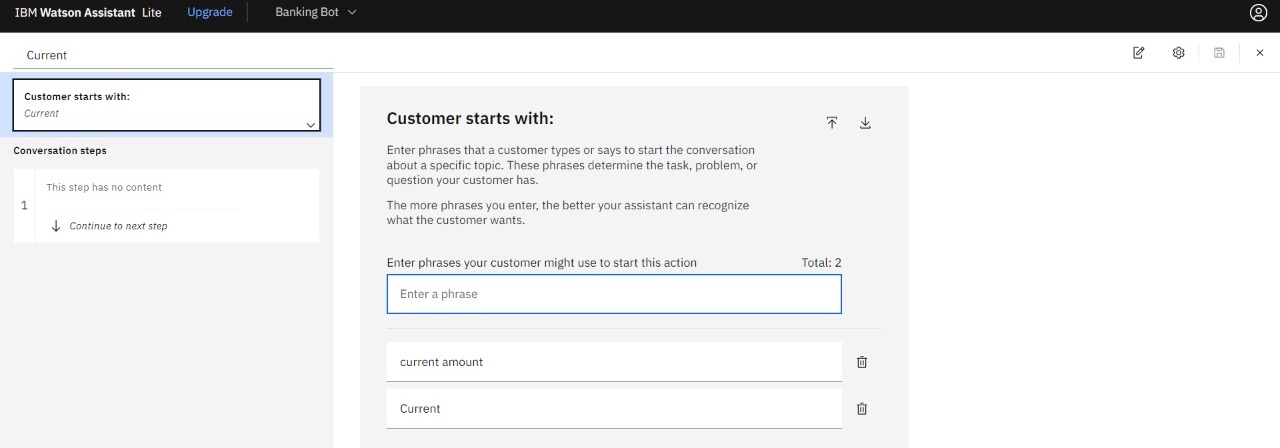 IBM Watson Assistant Lite Upgrade Banking Bot
Current
Customer starts with:
Current
Conversation steps
1
This step has no content
Continue to next step
Customer starts with:
Enter phrases that a customer types or says to start the conversation
about a specific topic. These phrases determine the task, problem, or
question your customer has.
The more phrases you enter, the better your assistant can recognize
what the customer wants.
Enter phrases your customer might use to start this action Total: 2
Enter a phrase
current amount
Current